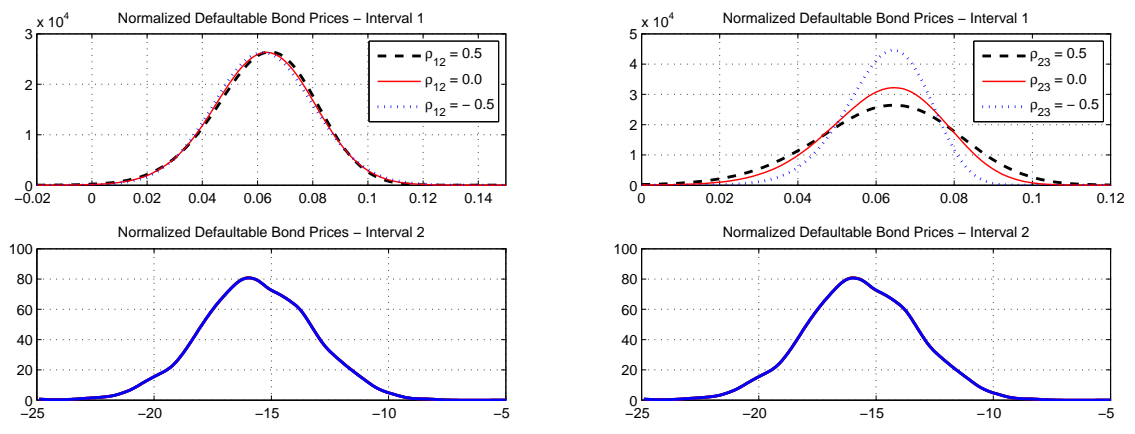 Normalized Defaultable Bond Prices − Interval 1
x 10⁴
3
2
1
0
−0.02 0 0.02 0.04 0.06 0.08 0.1 0.12 0.14
ρ12 = 0.5
ρ12 = 0.0
ρ12 = − 0.5
Normalized Defaultable Bond Prices − Interval 1
x 10⁴
5
4
3
2
1
0
0 0.02 0.04 0.06 0.08 0.1 0.12
ρ23 = 0.5
ρ23 = 0.0
ρ23 = − 0.5
Normalized Defaultable Bond Prices − Interval 2
100
80
60
40
20
0
−25 −20 −15 −10 −5
Normalized Defaultable Bond Prices − Interval 2
100
80
60
40
20
0
−25 −20 −15 −10 −5